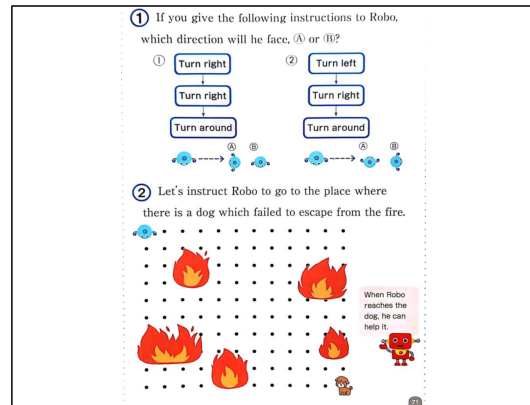 ① If you give the following instructions to Robo,
which direction will he face, Ⓐ or Ⓑ?
① Turn right
Turn right
Turn around
Ⓐ Ⓑ
② Turn left
Turn right
Turn around
Ⓐ Ⓑ
② Let's instruct Robo to go to the place where
there is a dog which failed to escape from the fire.
When Robo
reaches the
dog, he can
help it.
71